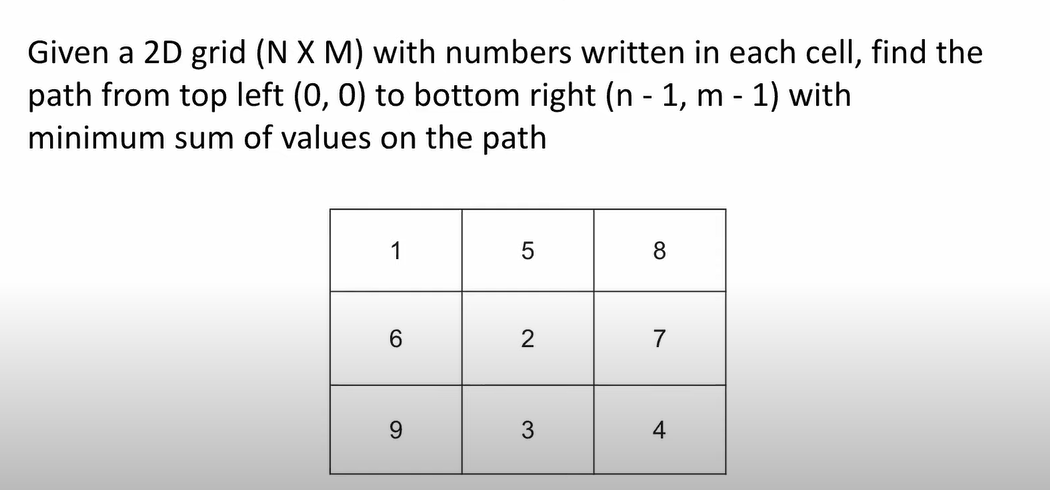 Given a 2D grid (N X M) with numbers written in each cell, find the
path from top left (0, 0) to bottom right (n - 1, m - 1) with
minimum sum of values on the path
1 5 8
6 2 7
9 3 4